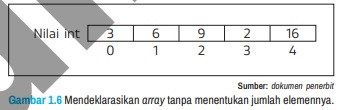 Nilai int 3 6 9 2 16
0 1 2 3 4
Sumber: dokumen penerbit
Gambar 1.6 Mendeklarasikan array tanpa menentukan jumlah elemennya.